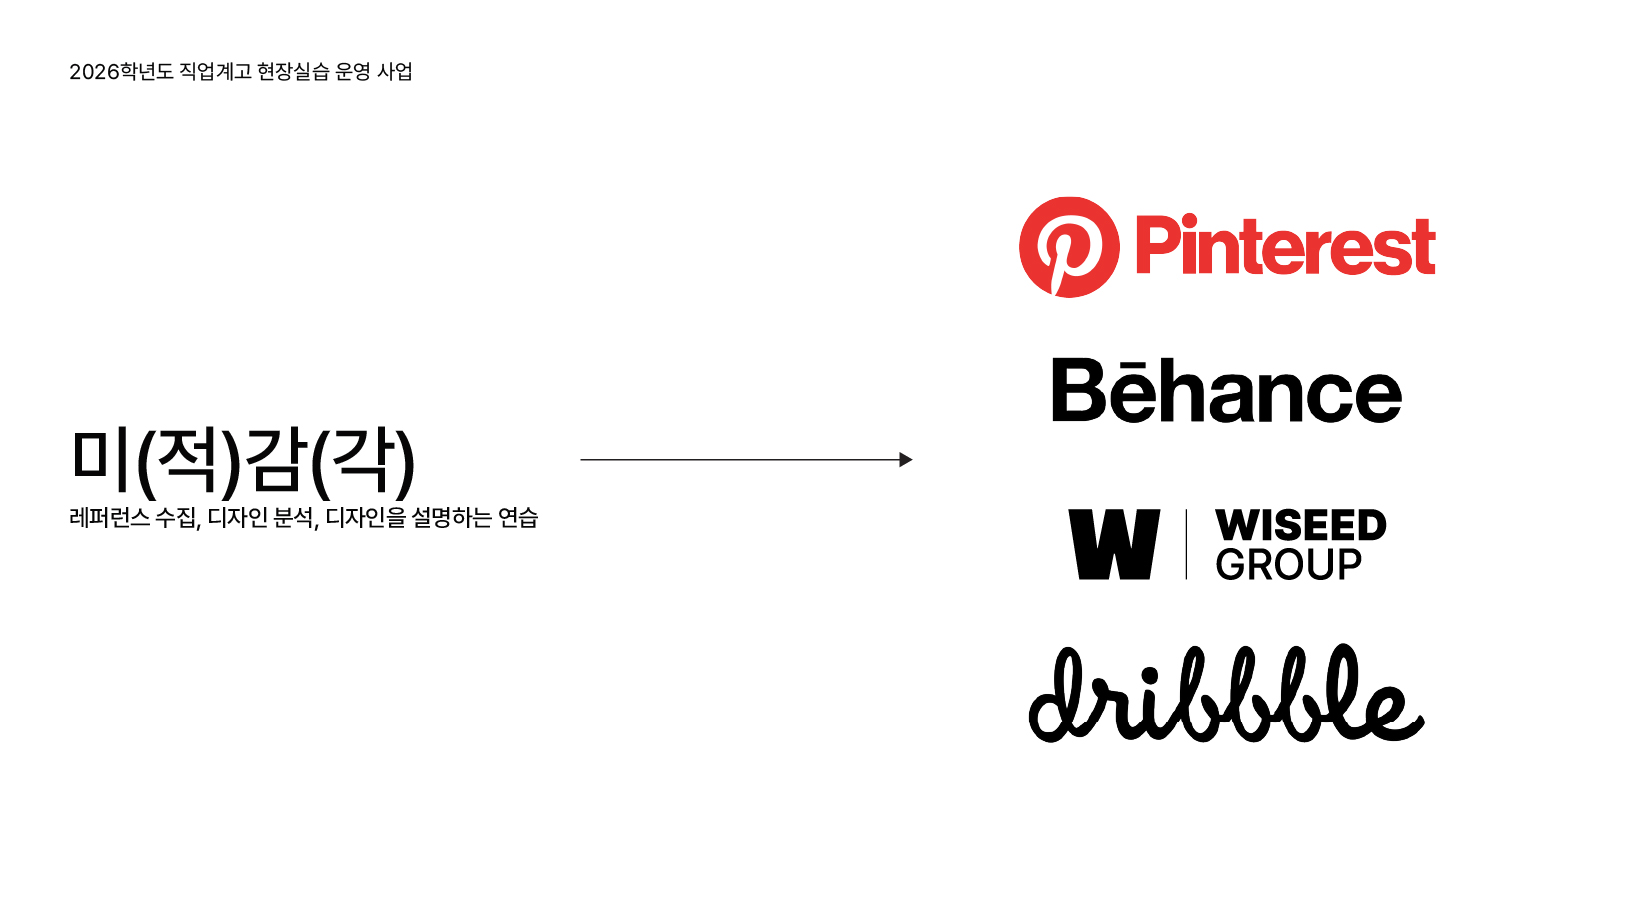 2026학년도 직업계고 현장실습 운영 사업
미(적)감(각)
레퍼런스 수집, 디자인 분석, 디자인을 설명하는 연습
Pinterest
Bēhance
W
WISEED
GROUP
dribbble